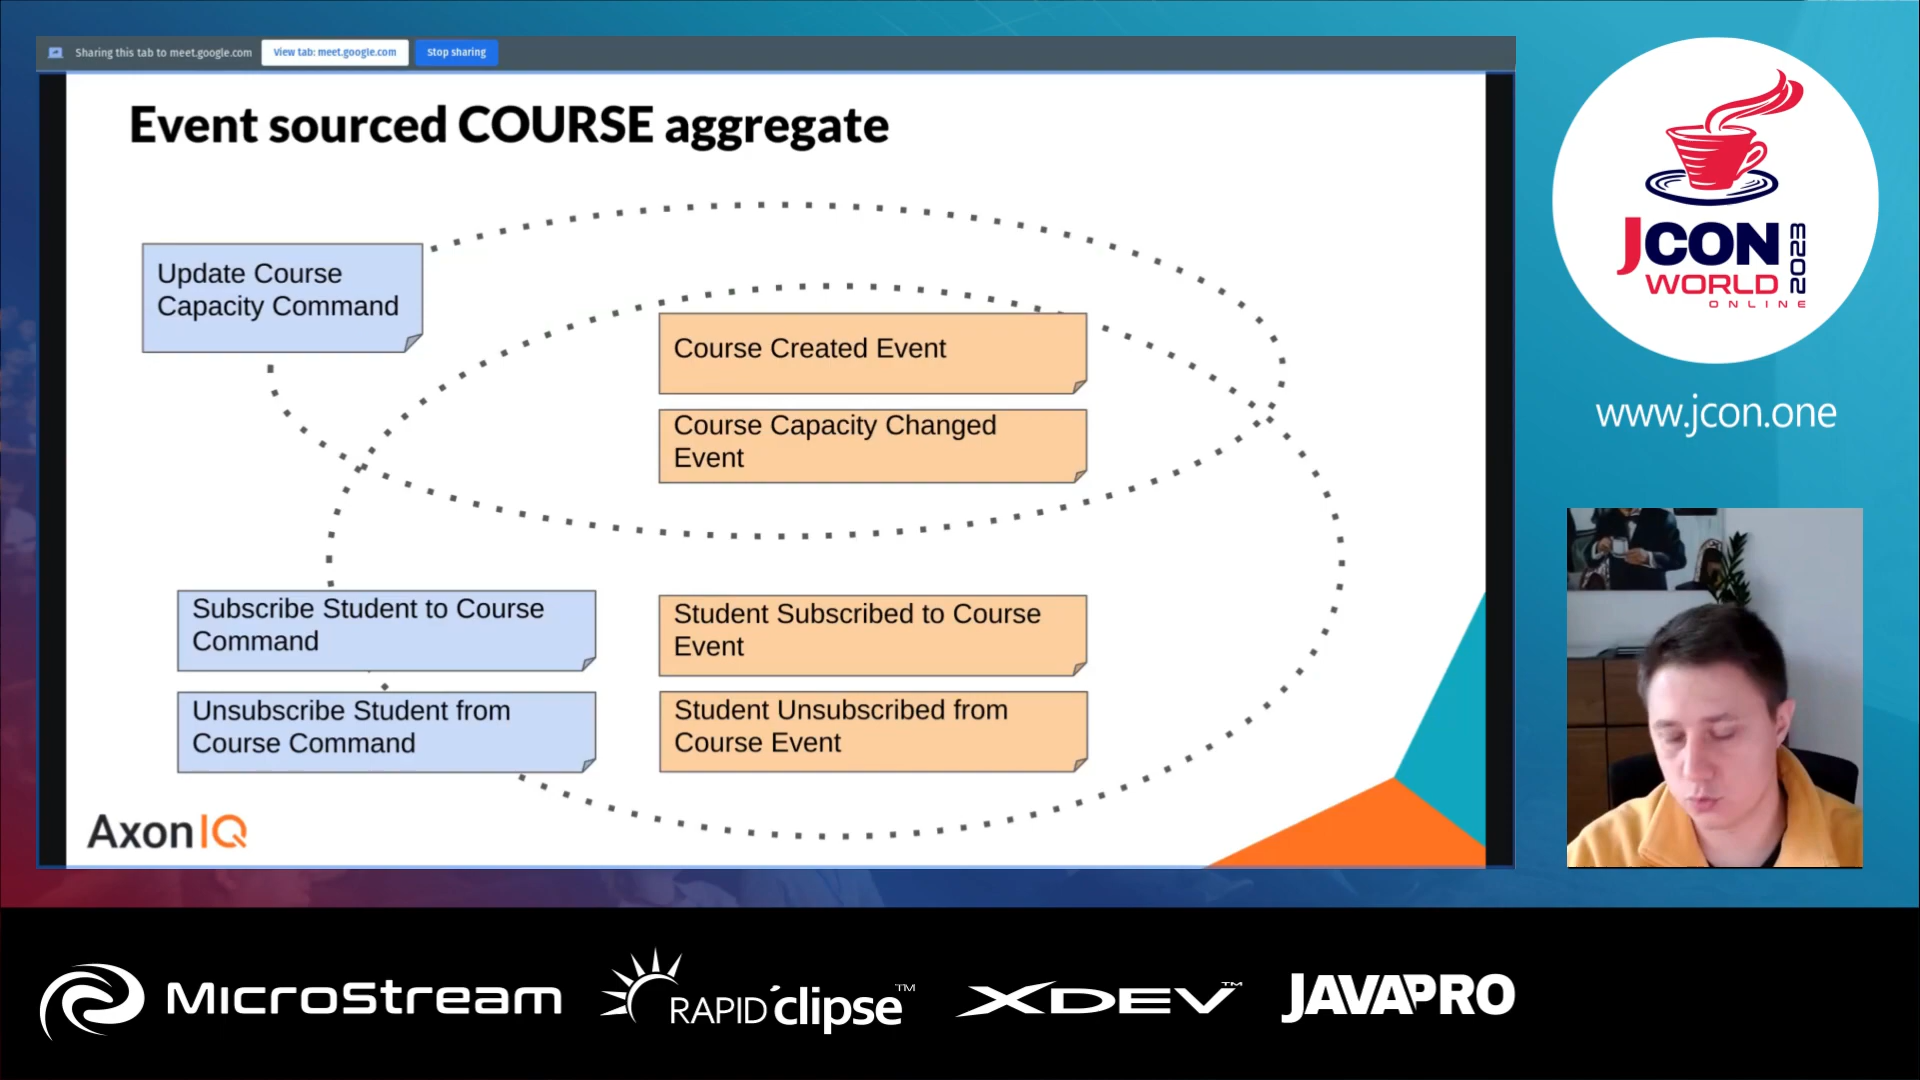 Sharing this tab to meet.google.com
View tab: meet.google.com
Stop sharing
Event sourced COURSE aggregate
Update Course
Capacity Command
Course Created Event
Course Capacity Changed
Event
Subscribe Student to Course
Command
Unsubscribe Student from
Course Command
Student Subscribed to Course
Event
Student Unsubscribed from
Course Event
AxonIQ
JCON
WORLD
ONLINE
2023
www.jcon.one
MicroStream
RAPID'clipse™
XDEV™
JAVAPRO